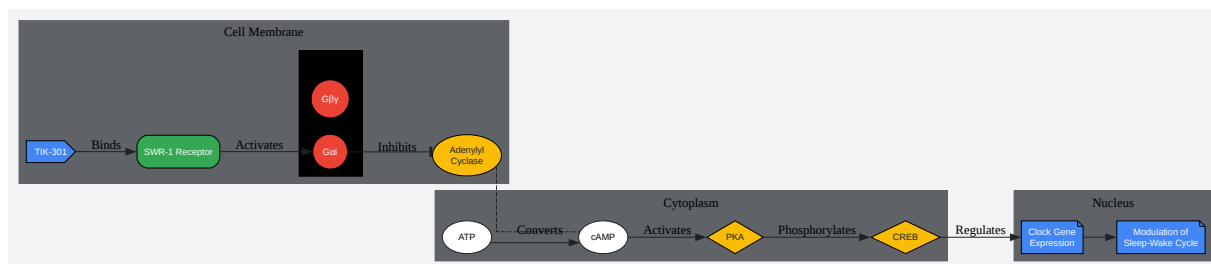 Cell Membrane
Gβγ
TIK-301
Binds
SWR-1 Receptor
Activates
Gαi
Inhibits
Adenylyl
Cyclase
Cytoplasm
ATP
Converts
cAMP
Activates
PKA
Phosphorylates
CREB
Regulates
Nucleus
Clock Gene
Expression
Modulation of
Sleep-Wake Cycle